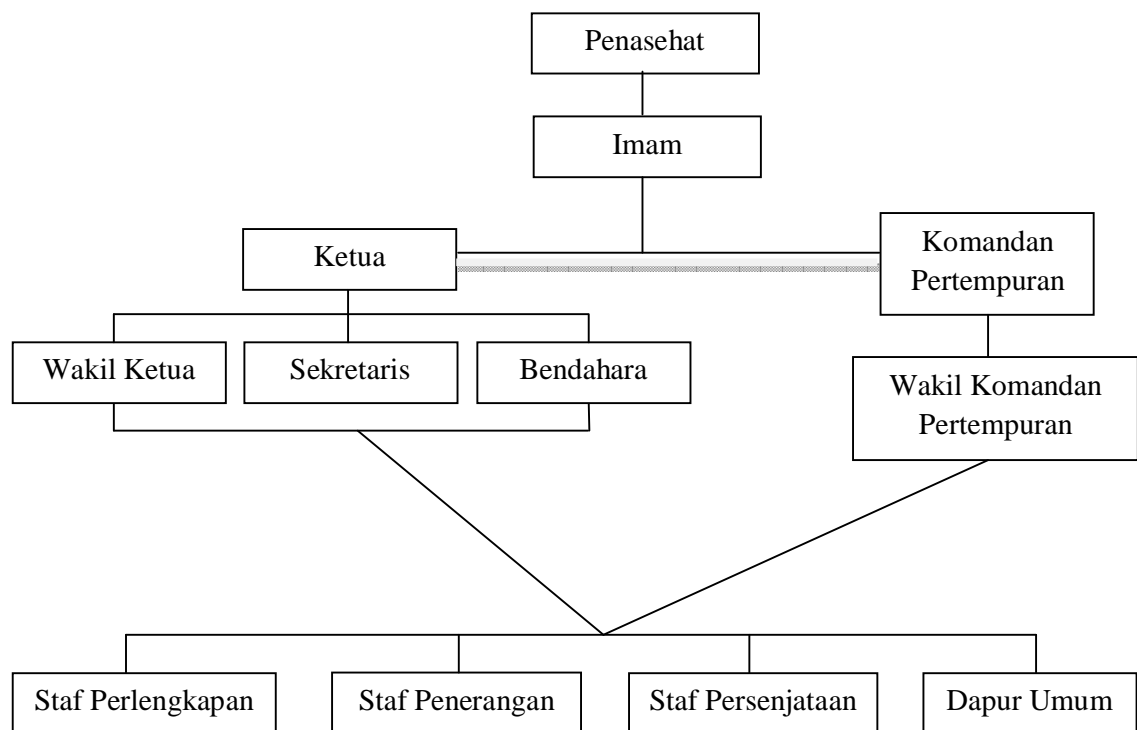 Penasehat
Imam
Ketua
Komandan
Pertempuran
Wakil Ketua
Sekretaris
Bendahara
Wakil Komandan
Pertempuran
Staf Perlengkapan
Staf Penerangan
Staf Persenjataan
Dapur Umum